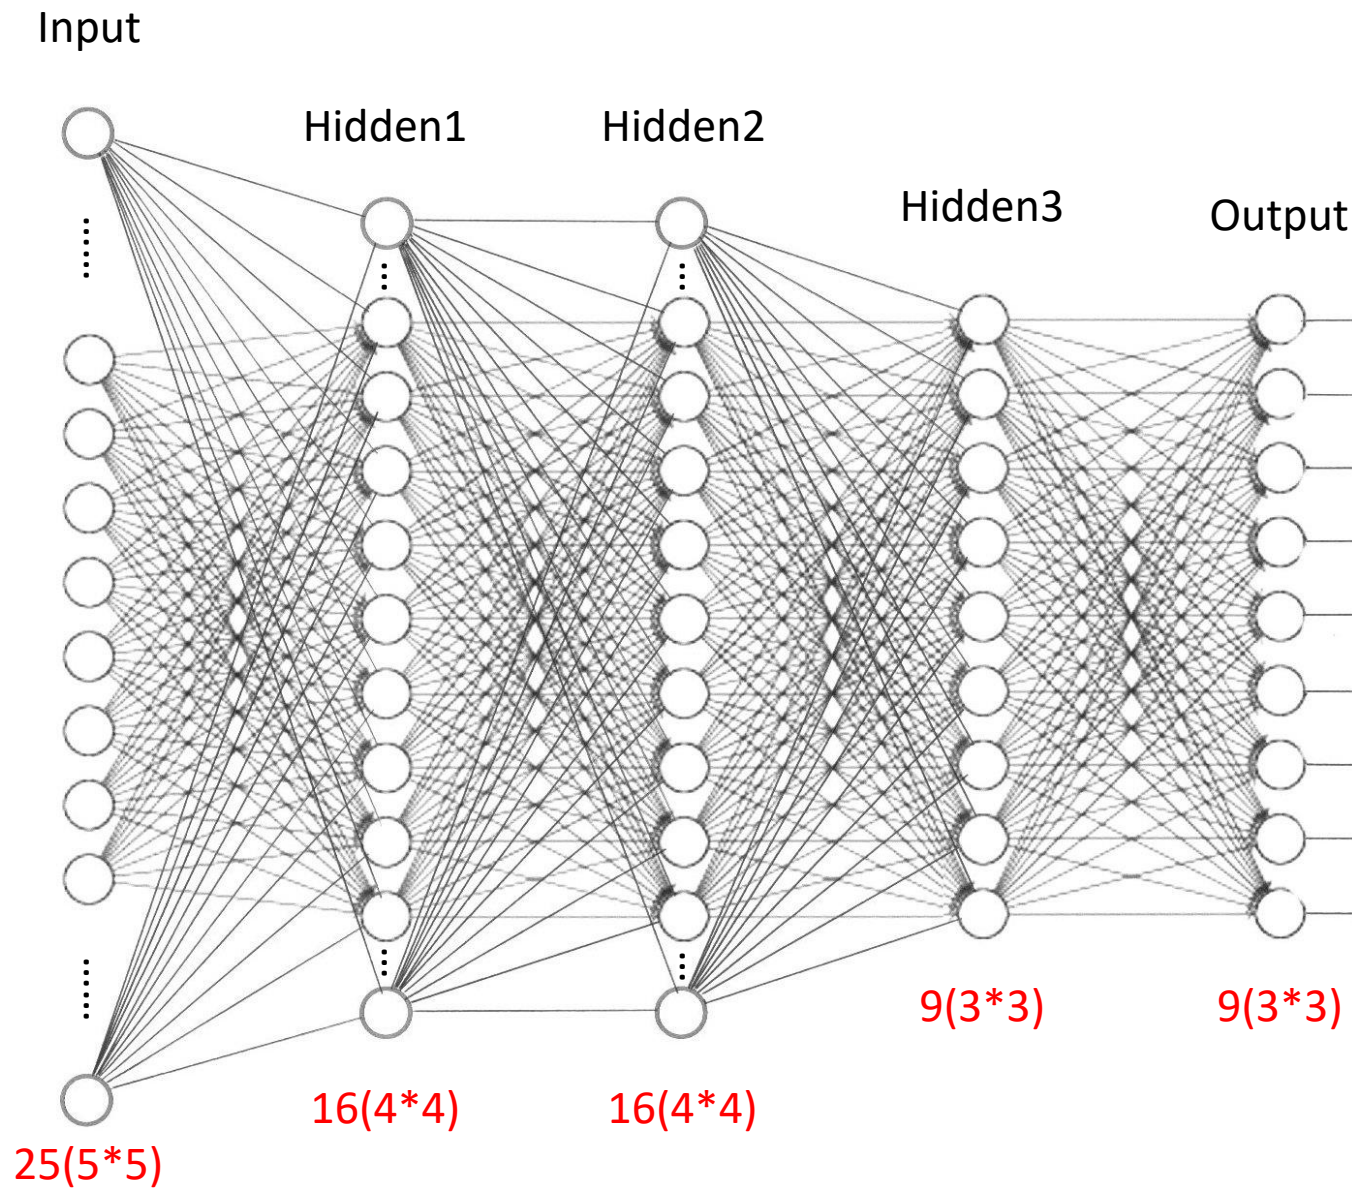 Input
Hidden1
Hidden2
Hidden3
Output
25(5*5)
16(4*4)
16(4*4)
9(3*3)
9(3*3)